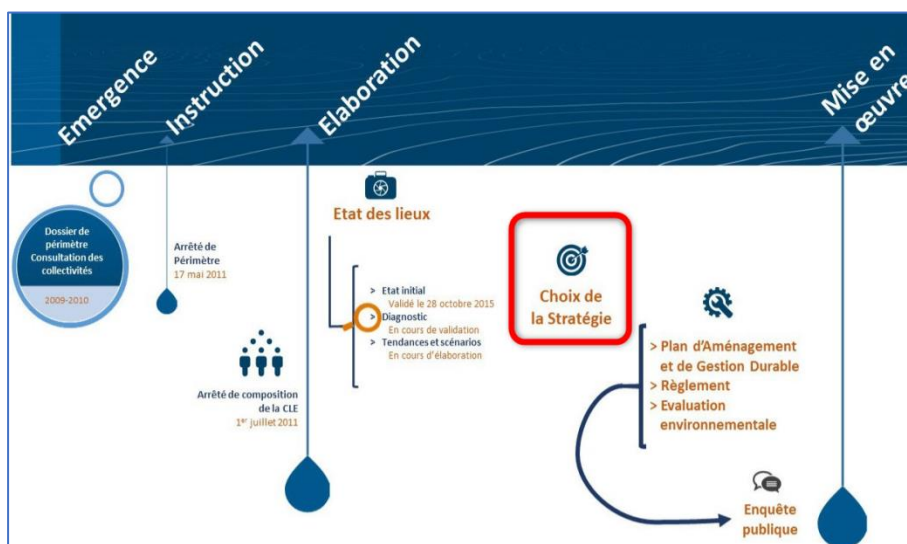 Emergence
Instruction
Elaboration
Mise en
œuvre
Dossier de
périmètre
Consultation des
collectivités
2009-2010
Arrêté de
Périmètre
17 mai 2011
Arrêté de composition
de la CLE
1er juillet 2011
Etat des lieux
> Etat initial
Validé le 28 octobre 2015
> Diagnostic
En cours de validation
> Tendances et scénarios
En cours d'élaboration
Choix de
la Stratégie
> Plan d'Aménagement
et de Gestion Durable
> Règlement
> Evaluation
environnementale
Enquête
publique